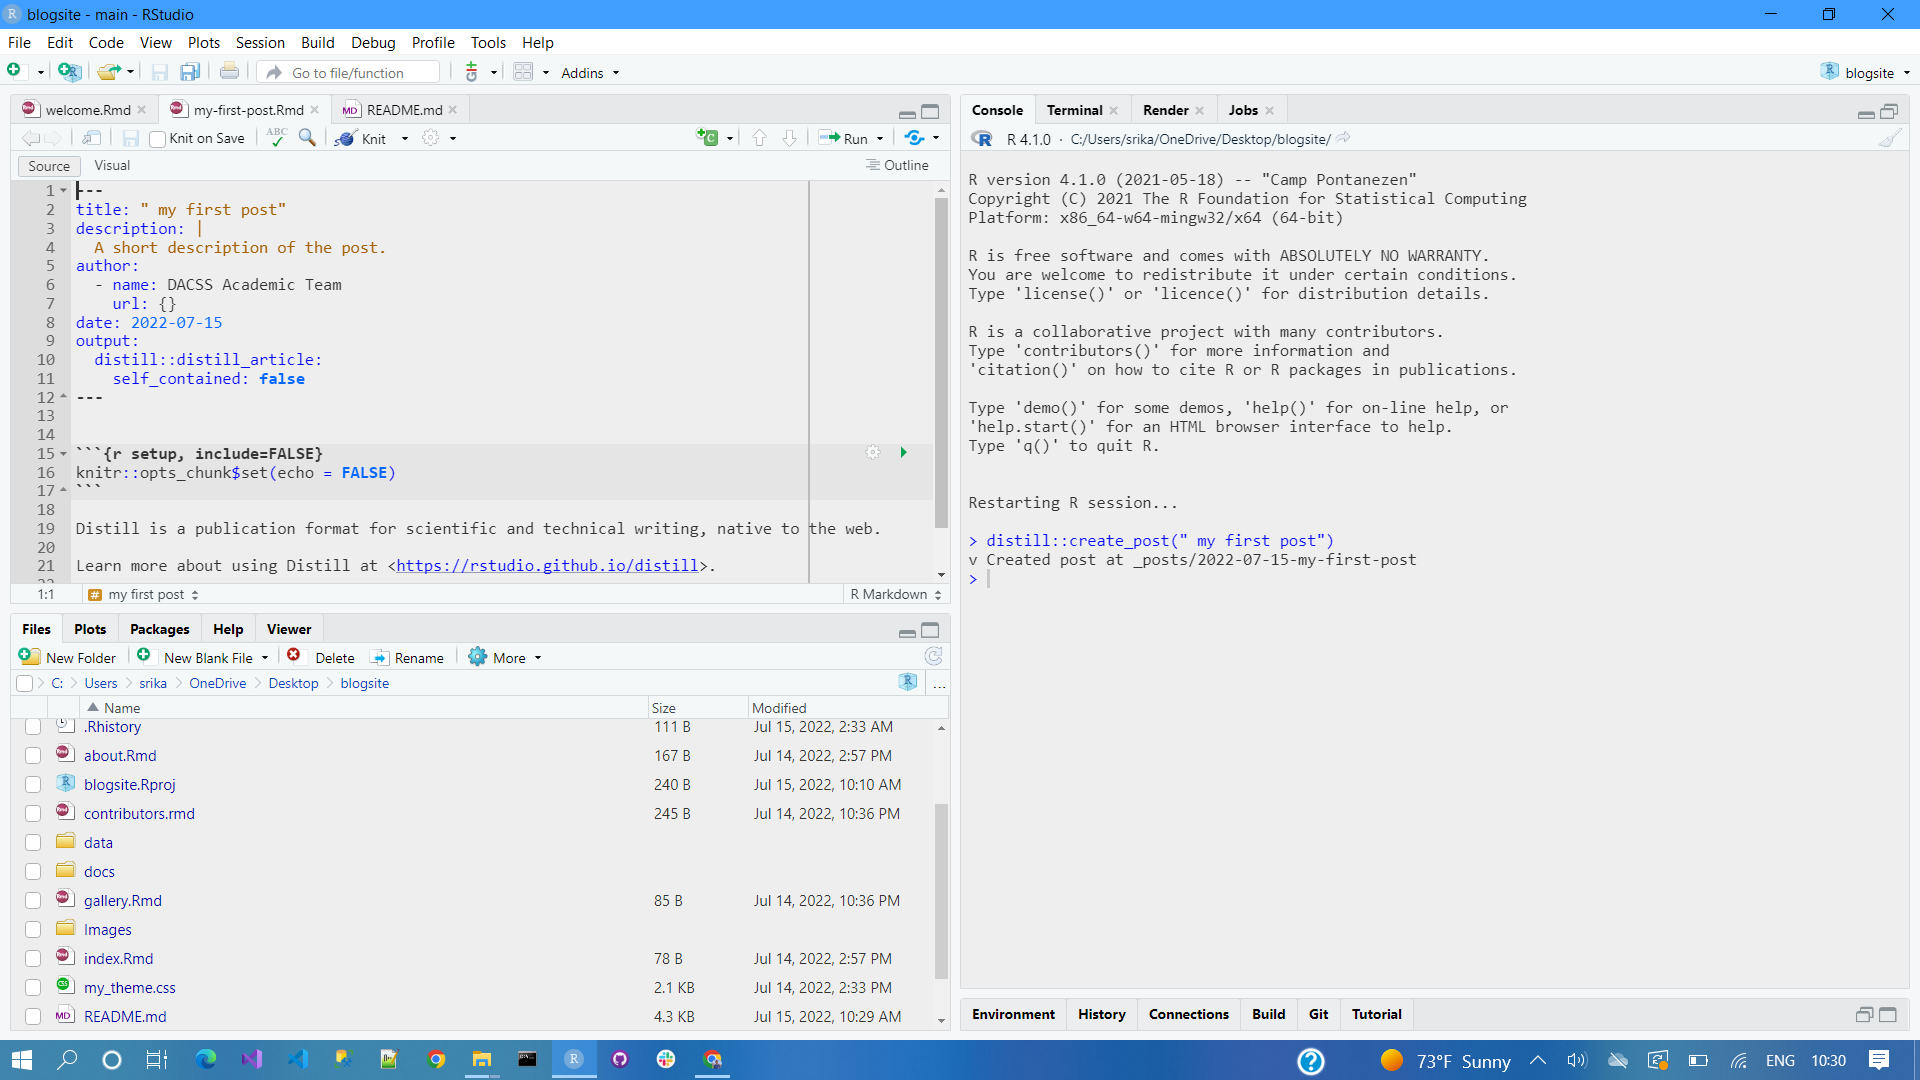 blogsite - main - RStudio
File Edit Code View Plots Session Build Debug Profile Tools Help
Go to file/function Addins blogsite
welcome.Rmd my-first-post.Rmd README.md
Knit on Save ABC Knit Run
Source Visual Outline
1 ---
2 title: " my first post"
3 description: |
4 A short description of the post.
5 author:
6 - name: DACSS Academic Team
7 url: {}
8 date: 2022-07-15
9 output:
10 distill::distill_article:
11 self_contained: false
12 ---
13
14
15 ```{r setup, include=FALSE}
16 knitr::opts_chunk$set(echo = FALSE)
17 ```
18
19 Distill is a publication format for scientific and technical writing, native to the web.
20
21 Learn more about using Distill at <https://rstudio.github.io/distill>.
1:1 my first post R Markdown
Files Plots Packages Help Viewer
New Folder New Blank File Delete Rename More
C: Users srika OneDrive Desktop blogsite ...
Name Size Modified
.Rhistory 111 B Jul 15, 2022, 2:33 AM
about.Rmd 167 B Jul 14, 2022, 2:57 PM
blogsite.Rproj 240 B Jul 15, 2022, 10:10 AM
contributors.rmd 245 B Jul 14, 2022, 10:36 PM
data
docs
gallery.Rmd 85 B Jul 14, 2022, 10:36 PM
Images
index.Rmd 78 B Jul 14, 2022, 2:57 PM
my_theme.css 2.1 KB Jul 14, 2022, 2:33 PM
README.md 4.3 KB Jul 15, 2022, 10:29 AM
Console Terminal Render Jobs
R 4.1.0 · C:/Users/srika/OneDrive/Desktop/blogsite/
R version 4.1.0 (2021-05-18) -- "Camp Pontanezen"
Copyright (C) 2021 The R Foundation for Statistical Computing
Platform: x86_64-w64-mingw32/x64 (64-bit)
R is free software and comes with ABSOLUTELY NO WARRANTY.
You are welcome to redistribute it under certain conditions.
Type 'license()' or 'licence()' for distribution details.
R is a collaborative project with many contributors.
Type 'contributors()' for more information and
'citation()' on how to cite R or R packages in publications.
Type 'demo()' for some demos, 'help()' for on-line help, or
'help.start()' for an HTML browser interface to help.
Type 'q()' to quit R.
Restarting R session...
> distill::create_post(" my first post")
v Created post at _posts/2022-07-15-my-first-post
>
Environment History Connections Build Git Tutorial
73°F Sunny ENG 10:30